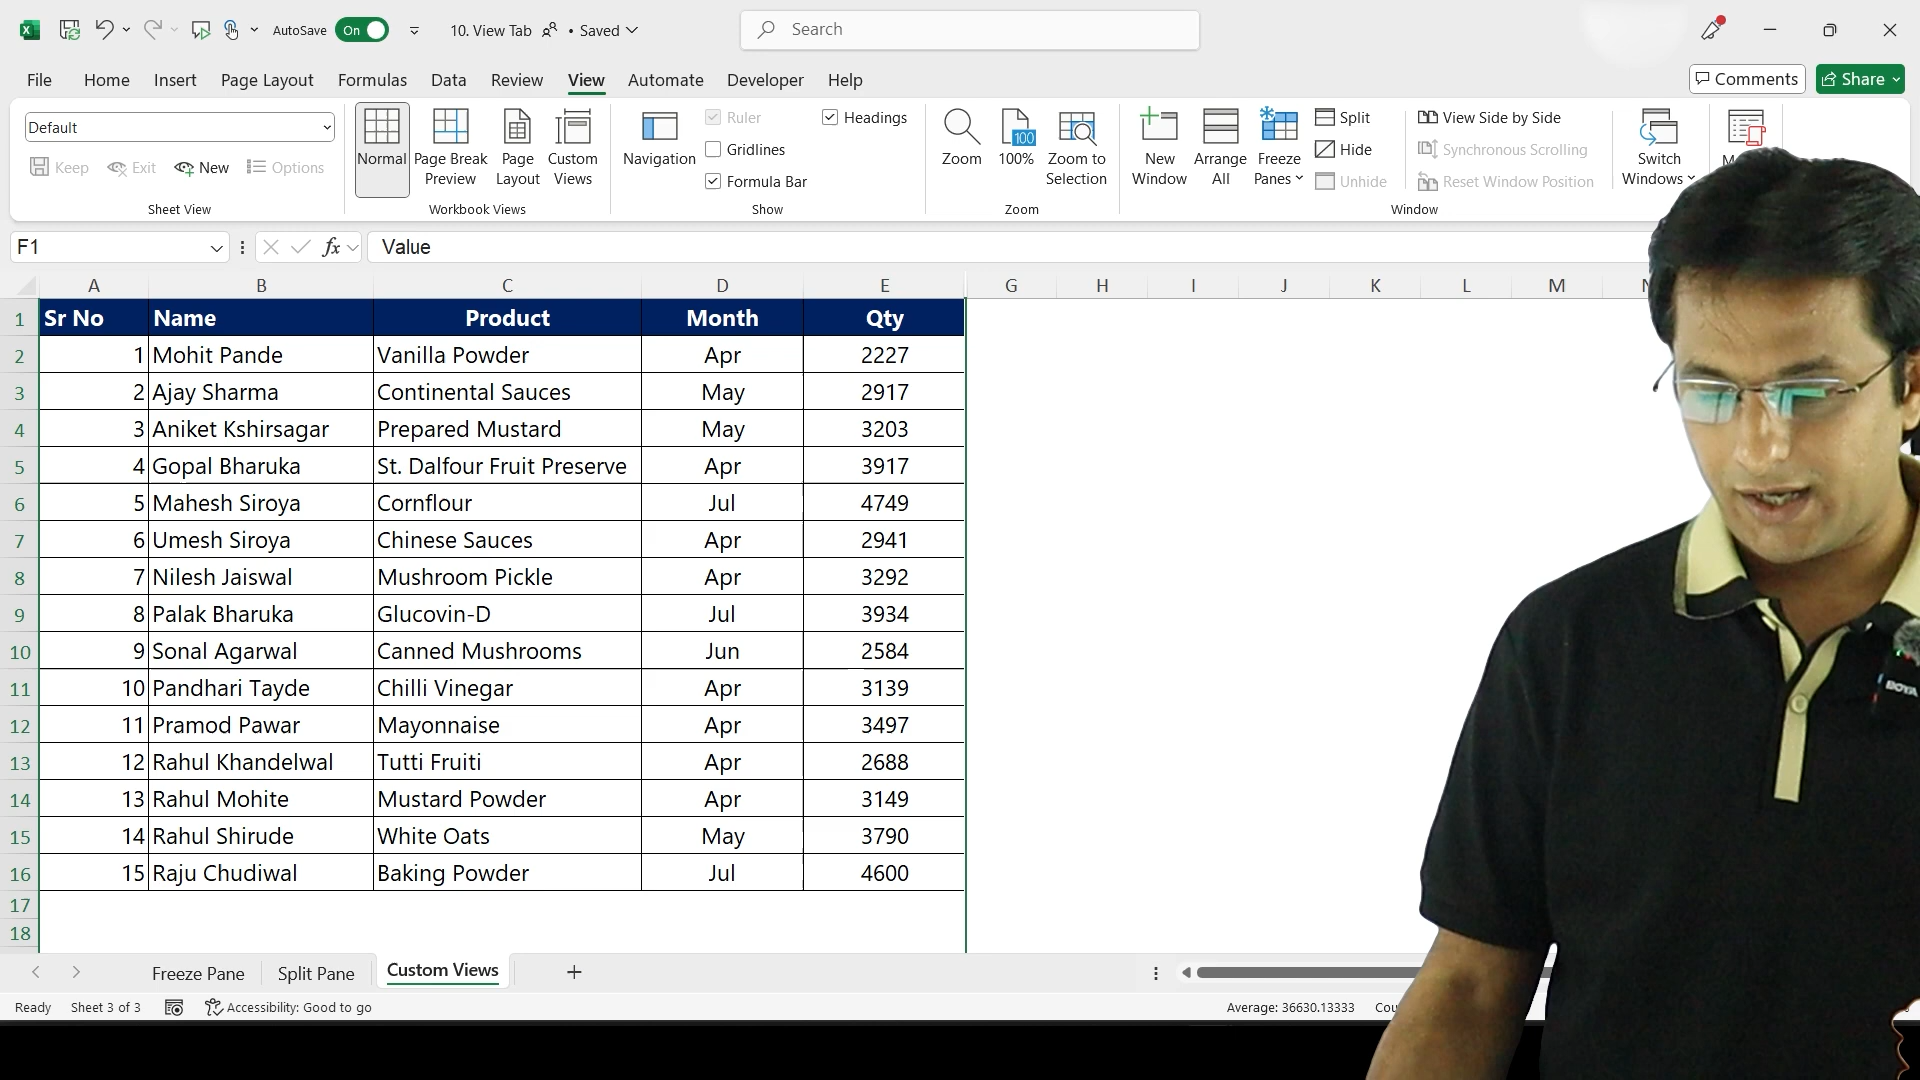 AutoSave On 10. View Tab • Saved Search
File Home Insert Page Layout Formulas Data Review View Automate Developer Help Comments Share
Default
Keep Exit New Options
Sheet View
Normal Page Break Preview Page Layout Custom Views
Workbook Views
Navigation Ruler Gridlines Formula Bar Headings
Show
Zoom 100 100% Zoom to Selection
Zoom
New Window Arrange All Freeze Panes Split Hide Unhide View Side by Side Synchronous Scrolling Reset Window Position Switch Windows
Window
F1 fx Value
A B C D E G H I J K L M
1 Sr No Name Product Month Qty
2 1 Mohit Pande Vanilla Powder Apr 2227
3 2 Ajay Sharma Continental Sauces May 2917
4 3 Aniket Kshirsagar Prepared Mustard May 3203
5 4 Gopal Bharuka St. Dalfour Fruit Preserve Apr 3917
6 5 Mahesh Siroya Cornflour Jul 4749
7 6 Umesh Siroya Chinese Sauces Apr 2941
8 7 Nilesh Jaiswal Mushroom Pickle Apr 3292
9 8 Palak Bharuka Glucovin-D Jul 3934
10 9 Sonal Agarwal Canned Mushrooms Jun 2584
11 10 Pandhari Tayde Chilli Vinegar Apr 3139
12 11 Pramod Pawar Mayonnaise Apr 3497
13 12 Rahul Khandelwal Tutti Fruiti Apr 2688
14 13 Rahul Mohite Mustard Powder Apr 3149
15 14 Rahul Shirude White Oats May 3790
16 15 Raju Chudiwal Baking Powder Jul 4600
17
18
Freeze Pane Split Pane Custom Views
Ready Sheet 3 of 3 Accessibility: Good to go Average: 36630.13333
BOYA